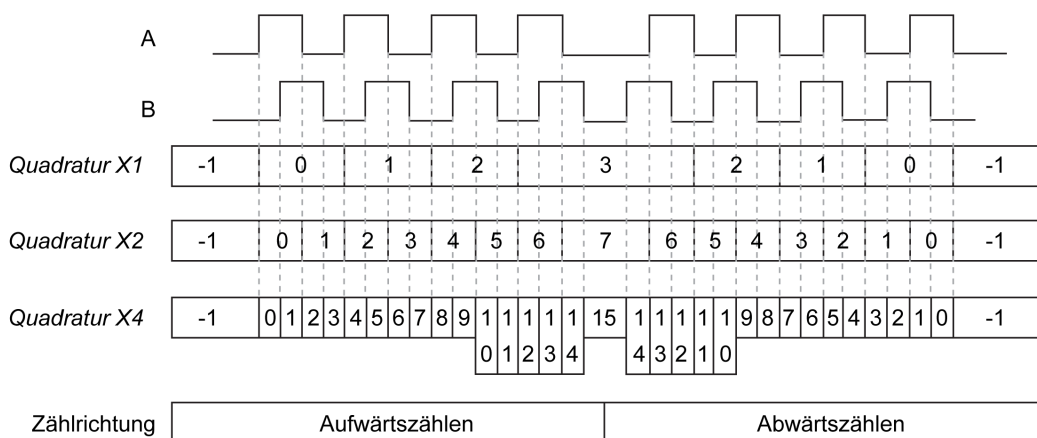 A
B
Quadratur X1 -1 0 1 2 3 2 1 0 -1
Quadratur X2 -1 0 1 2 3 4 5 6 7 6 5 4 3 2 1 0 -1
Quadratur X4 -1 0 1 2 3 4 5 6 7 8 9 1 1 1 1 1 15 1 1 1 1 1 9 8 7 6 5 4 3 2 1 0 -1
0 1 2 3 4 4 3 2 1 0
Zählrichtung Aufwärtszählen Abwärtszählen